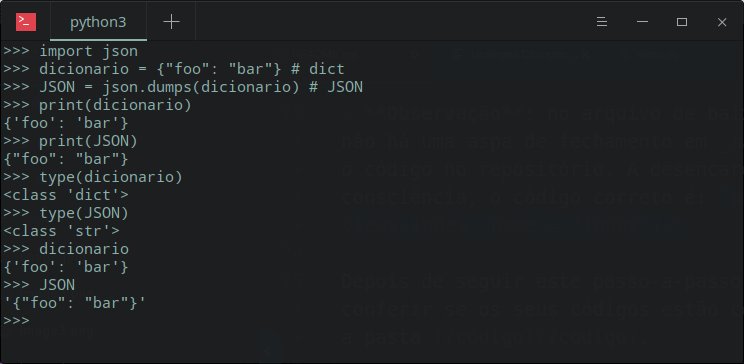 python3
>>> import json
>>> dicionario = {"foo": "bar"} # dict
>>> JSON = json.dumps(dicionario) # JSON
>>> print(dicionario)
{'foo': 'bar'}
>>> print(JSON)
{"foo": "bar"}
>>> type(dicionario)
<class 'dict'>
>>> type(JSON)
<class 'str'>
>>> dicionario
{'foo': 'bar'}
>>> JSON
'{"foo": "bar"}'
>>>